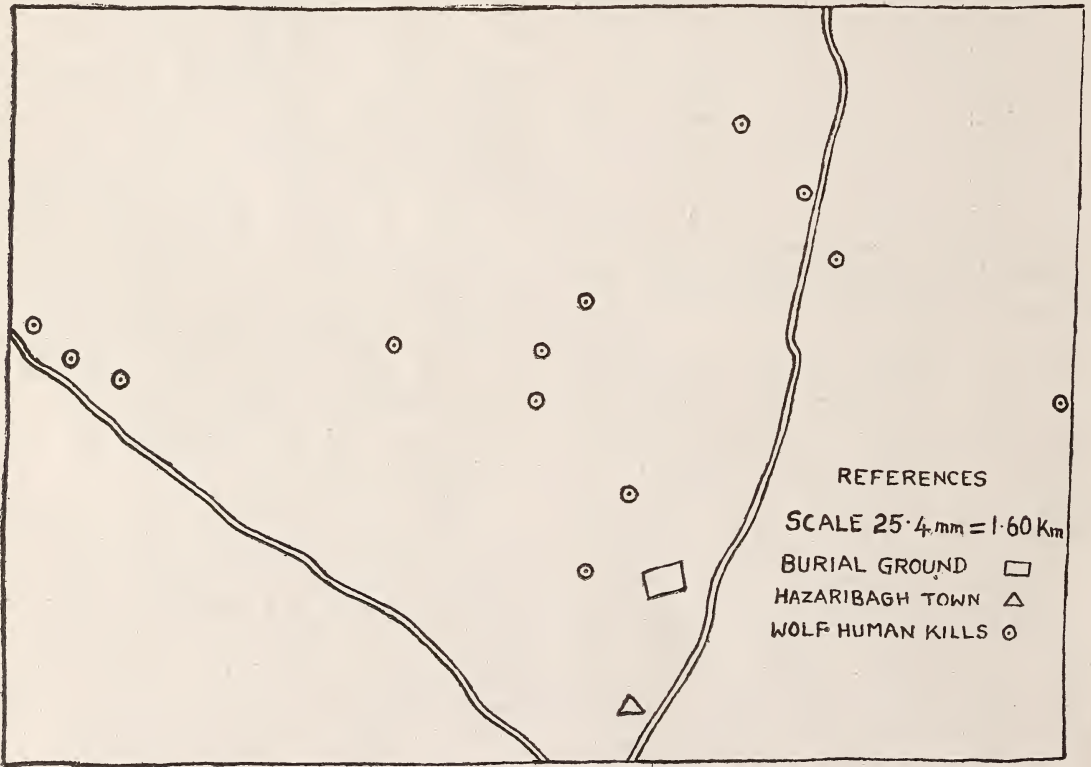 REFERENCES
SCALE 25.4 mm = 1.60 Km
BURIAL GROUND
HAZARIBAGH TOWN
WOLF HUMAN KILLS